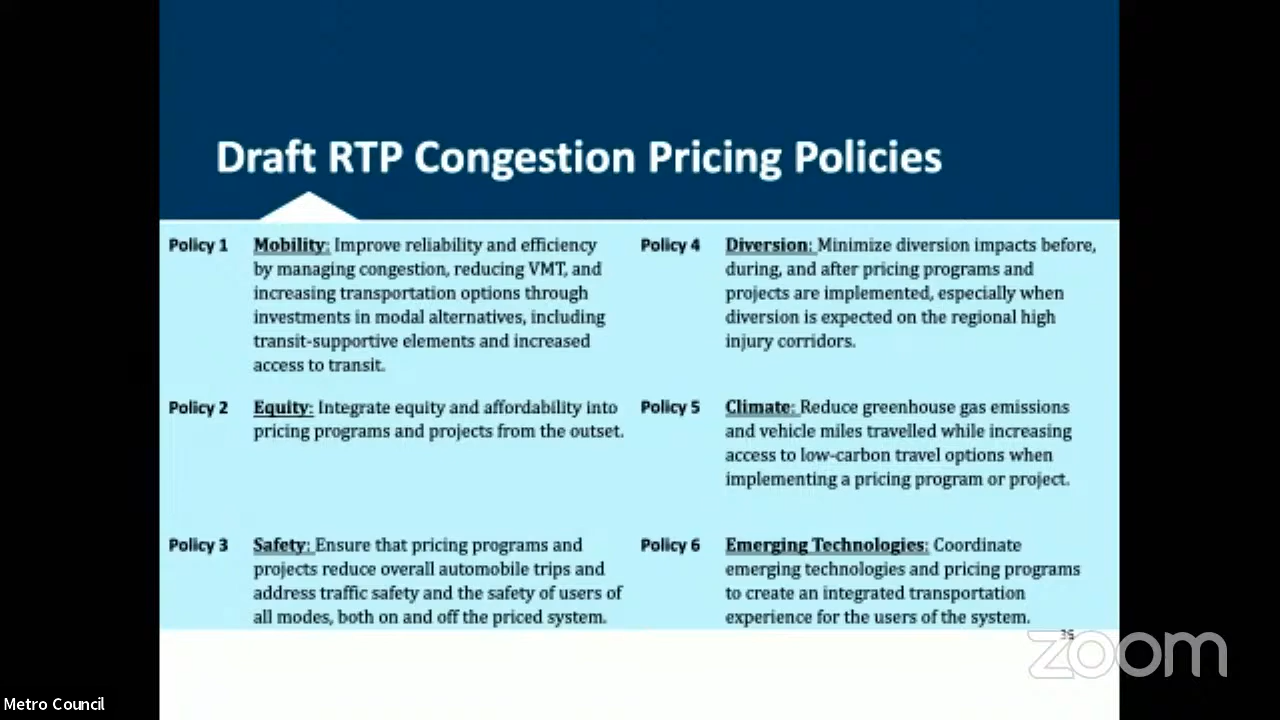 Draft RTP Congestion Pricing Policies
Policy 1 Mobility: Improve reliability and efficiency
by managing congestion, reducing VMT, and
increasing transportation options through
investments in modal alternatives, including
transit-supportive elements and increased
access to transit.
Policy 2 Equity: Integrate equity and affordability into
pricing programs and projects from the outset.
Policy 3 Safety: Ensure that pricing programs and
projects reduce overall automobile trips and
address traffic safety and the safety of users of
all modes, both on and off the priced system.
Policy 4 Diversion: Minimize diversion impacts before,
during, and after pricing programs and
projects are implemented, especially when
diversion is expected on the regional high
injury corridors.
Policy 5 Climate: Reduce greenhouse gas emissions
and vehicle miles travelled while increasing
access to low-carbon travel options when
implementing a pricing program or project.
Policy 6 Emerging Technologies: Coordinate
emerging technologies and pricing programs
to create an integrated transportation
experience for the users of the system.
zoom
Metro Council